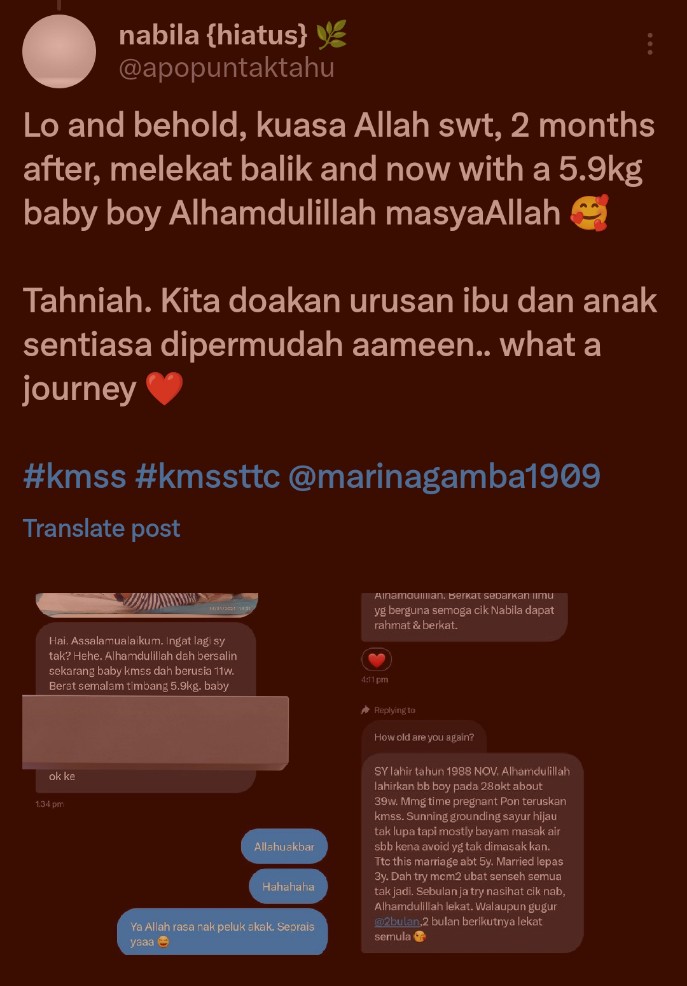 nabila {hiatus} 🌿
@apopuntaktahu
Lo and behold, kuasa Allah swt, 2 months
after, melekat balik and now with a 5.9kg
baby boy Alhamdulillah masyaAllah 🥰
Tahniah. Kita doakan urusan ibu dan anak
sentiasa dipermudah aameen.. what a
journey ❤️
#kmss #kmssttc @marinagamba1909
Translate post
Hai. Assalamualaikum. Ingat lagi sy
tak? Hehe. Alhamdulillah dah bersalin
sekarang baby kmss dah berusia 11w.
Berat semalam timbang 5.9kg. baby
ok ke
1:34 pm
Allahuakbar
Hahahaha
Ya Allah rasa nak peluk akak. Seprais
yaaa 😅
Alhamdulillah. Berkat sebarkan ilmu
yg berguna semoga cik Nabila dapat
rahmat & berkat.
❤️
4:11 pm
Replying to
How old are you again?
SY lahir tahun 1988 NOV. Alhamdulillah
lahirkan bb boy pada 28okt about
39w. Mmg time pregnant Pon teruskan
kmss. Sunning grounding sayur hijau
tak lupa tapi mostly bayam masak air
sbb kena avoid yg tak dimasak kan.
Ttc this marriage abt 5y. Married lepas
3y. Dah try mcm2 ubat senseh semua
tak jadi. Sebulan ja try nasihat cik nab,
Alhamdulillah lekat. Walaupun gugur
@2bulan,2 bulan berikutnya lekat
semula 😘